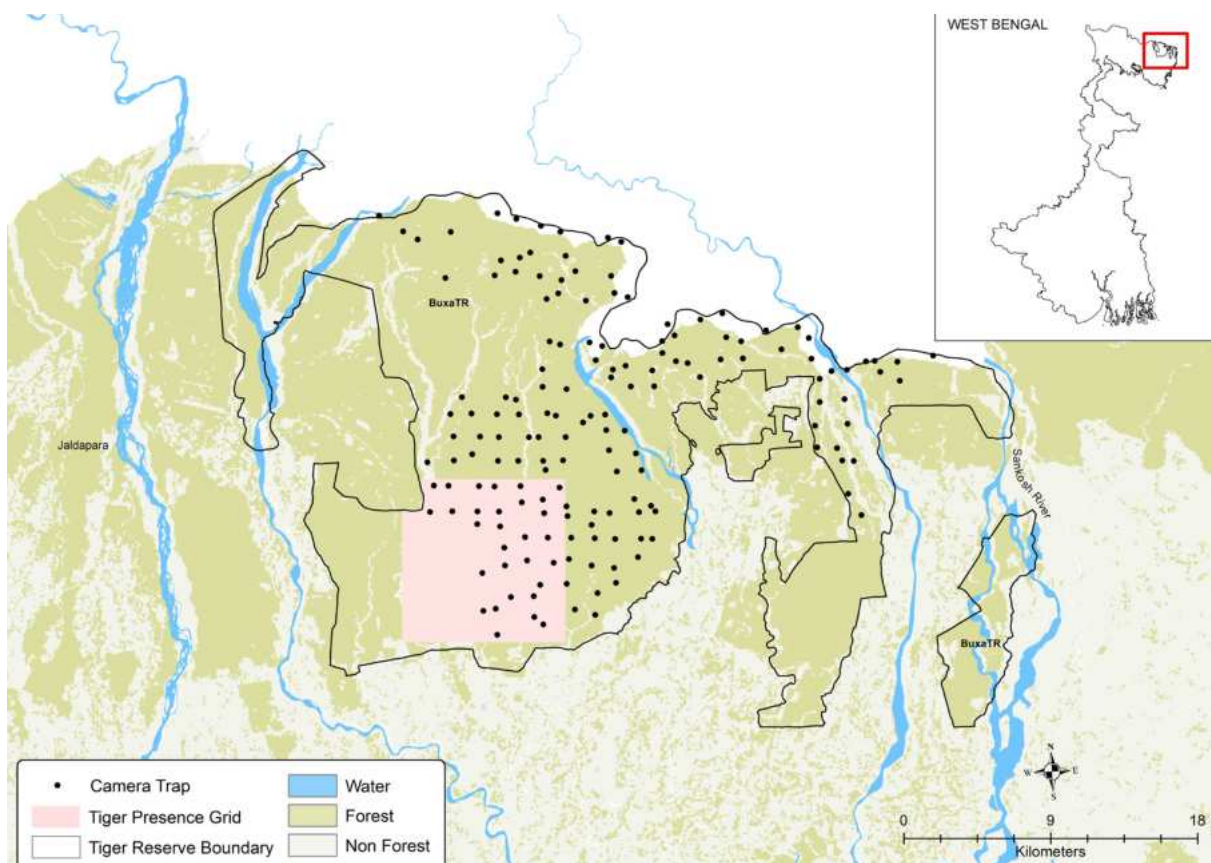 WEST BENGAL
BuxaTR
Jaldapara
Sankosh River
BuxaTR
N
W E
S
Camera Trap
Water
Tiger Presence Grid
Forest
Tiger Reserve Boundary
Non Forest
0 9 18
Kilometers